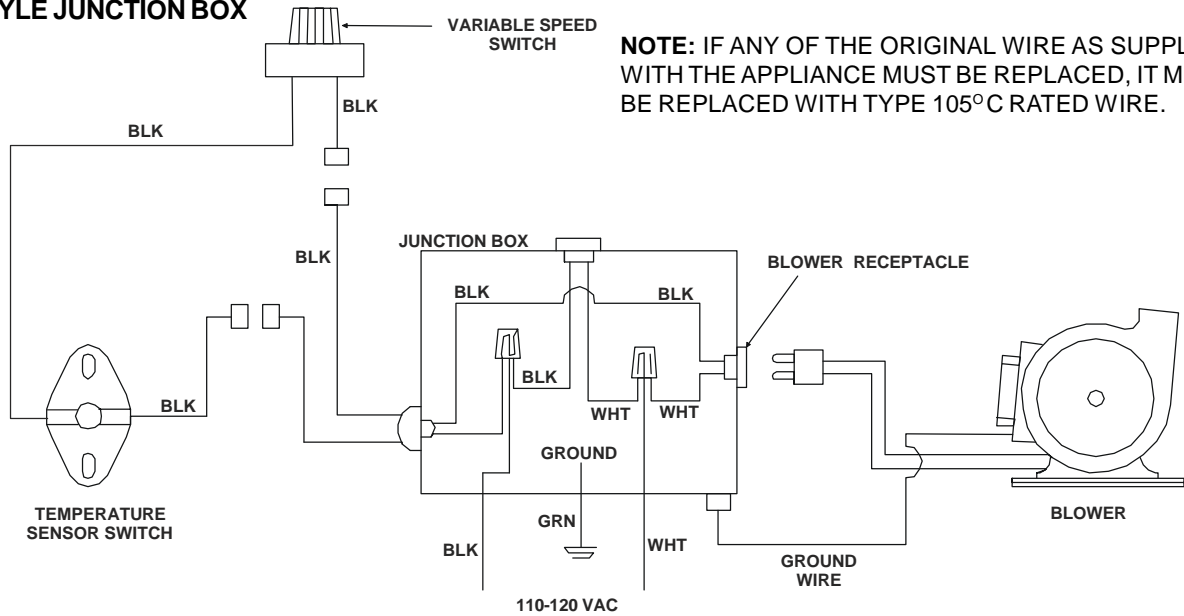 YLE JUNCTION BOX
VARIABLE SPEED
SWITCH
NOTE: IF ANY OF THE ORIGINAL WIRE AS SUPPL
WITH THE APPLIANCE MUST BE REPLACED, IT M
BE REPLACED WITH TYPE 105°C RATED WIRE.
BLK
BLK
JUNCTION BOX
BLK
BLOWER RECEPTACLE
BLK
BLK
BLK
BLK
WHT
WHT
GROUND
TEMPERATURE
SENSOR SWITCH
GRN
BLK
WHT
GROUND
WIRE
BLOWER
110-120 VAC